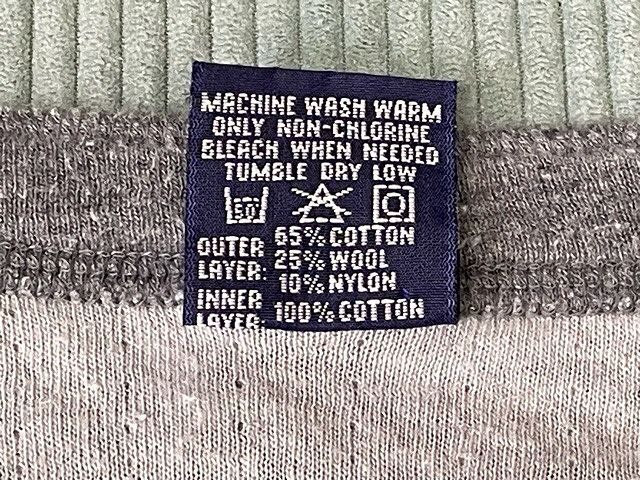 MACHINE WASH WARM
ONLY NON-CHLORINE
BLEACH WHEN NEEDED
TUMBLE DRY LOW
60
OUTER LAYER: 65% COTTON
25% WOOL
10% NYLON
INNER LAYER: 100% COTTON